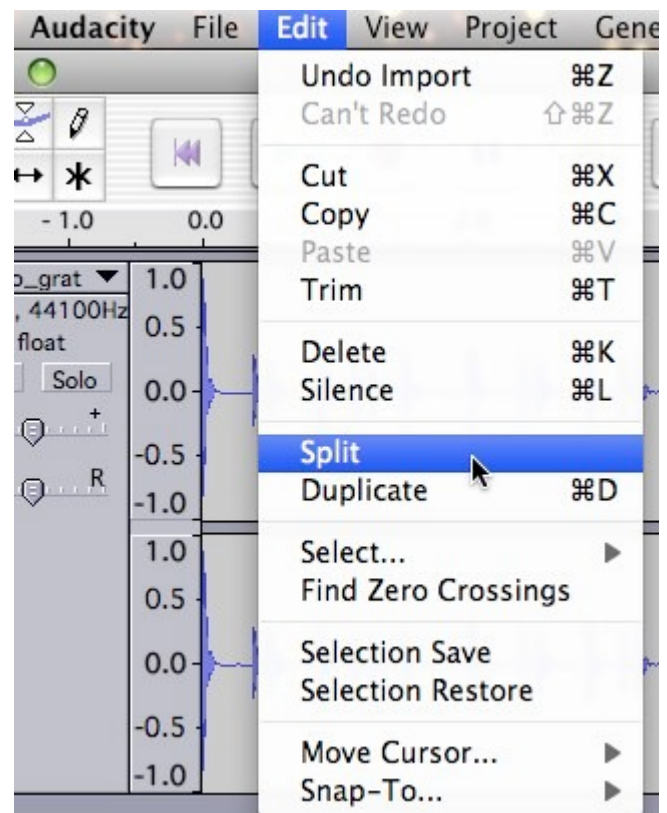 Audacity File Edit View Project Gene
Undo Import ⌘Z
Can't Redo ⇧⌘Z
Cut ⌘X
Copy ⌘C
Paste ⌘V
Trim ⌘T
Delete ⌘K
Silence ⌘L
Split
Duplicate ⌘D
Select...
Find Zero Crossings
Selection Save
Selection Restore
Move Cursor...
Snap-To...
- 1.0 0.0
o_grat
, 44100Hz
float
Solo
+
R
1.0
0.5
0.0
-0.5
-1.0
1.0
0.5
0.0
-0.5
-1.0